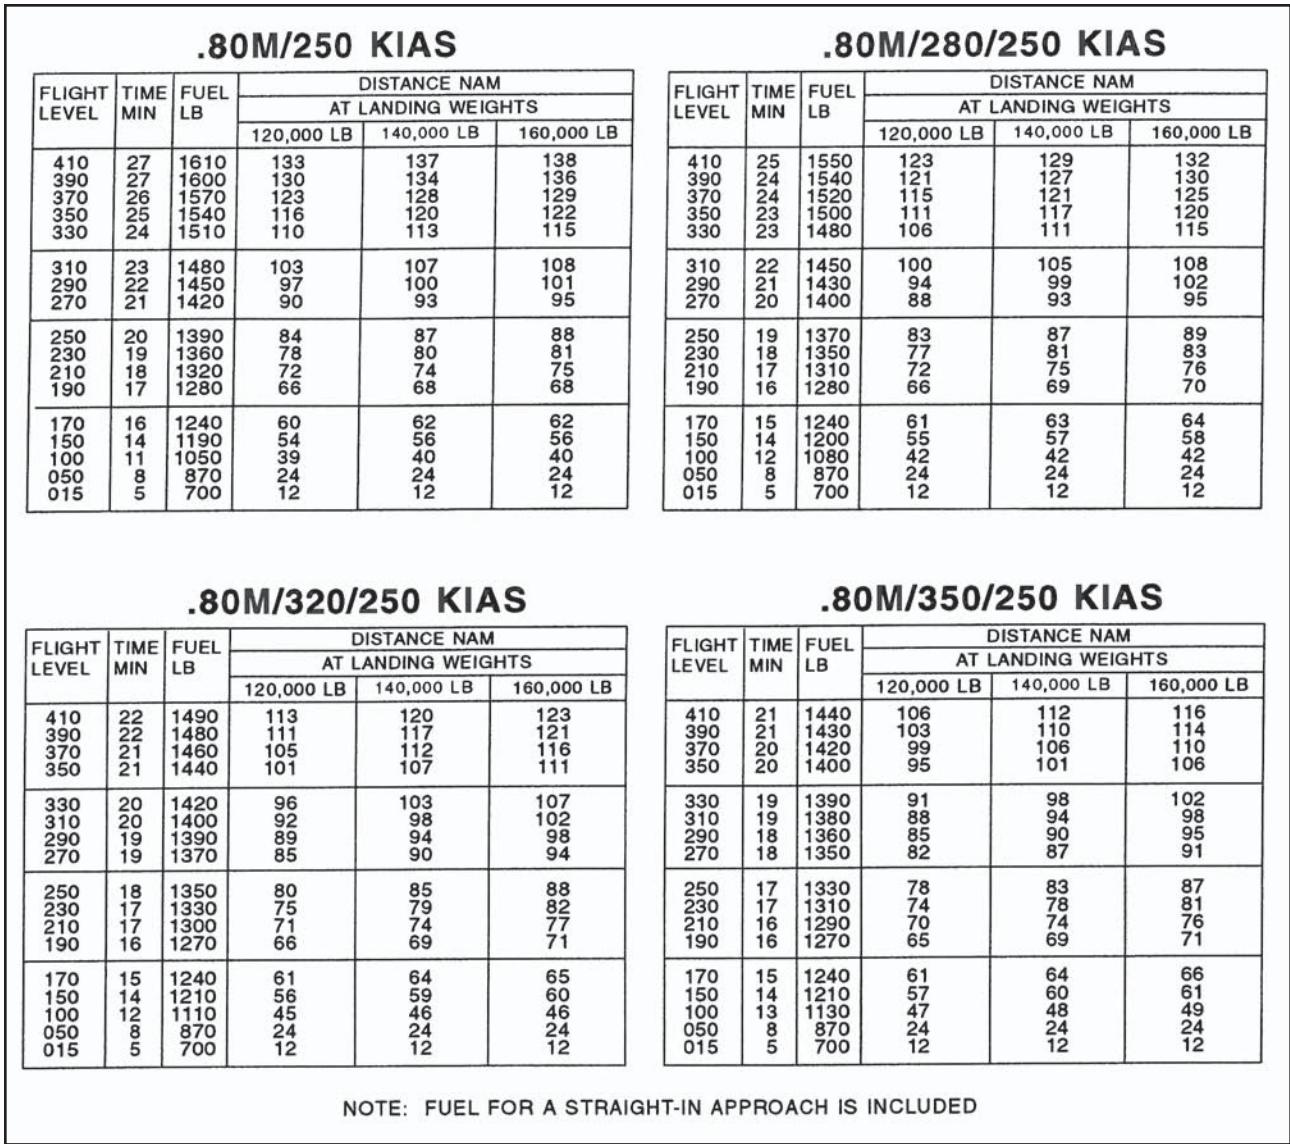 .80M/250 KIAS
FLIGHT LEVEL TIME MIN FUEL LB DISTANCE NAM
AT LANDING WEIGHTS
120,000 LB 140,000 LB 160,000 LB
410 27 1610 133 137 138
390 27 1600 130 134 136
370 26 1570 123 128 129
350 25 1540 116 120 122
330 24 1510 110 113 115
310 23 1480 103 107 108
290 22 1450 97 100 101
270 21 1420 90 93 95
250 20 1390 84 87 88
230 19 1360 78 80 81
210 18 1320 72 74 75
190 17 1280 66 68 68
170 16 1240 60 62 62
150 14 1190 54 56 56
100 11 1050 39 40 40
050 8 870 24 24 24
015 5 700 12 12 12
.80M/280/250 KIAS
FLIGHT LEVEL TIME MIN FUEL LB DISTANCE NAM
AT LANDING WEIGHTS
120,000 LB 140,000 LB 160,000 LB
410 25 1550 123 129 132
390 24 1540 121 127 130
370 24 1520 115 121 125
350 23 1500 111 117 120
330 23 1480 106 111 115
310 22 1450 100 105 108
290 21 1430 94 99 102
270 20 1400 88 93 95
250 19 1370 83 87 89
230 18 1350 77 81 83
210 17 1310 72 75 76
190 16 1280 66 69 70
170 15 1240 61 63 64
150 14 1200 55 57 58
100 12 1080 42 42 42
050 8 870 24 24 24
015 5 700 12 12 12
.80M/320/250 KIAS
FLIGHT LEVEL TIME MIN FUEL LB DISTANCE NAM
AT LANDING WEIGHTS
120,000 LB 140,000 LB 160,000 LB
410 22 1490 113 120 123
390 22 1480 111 117 121
370 21 1460 105 112 116
350 21 1440 101 107 111
330 20 1420 96 103 107
310 20 1400 92 98 102
290 19 1390 89 94 98
270 19 1370 85 90 94
250 18 1350 80 85 88
230 17 1330 75 79 82
210 17 1300 71 74 77
190 16 1270 66 69 71
170 15 1240 61 64 65
150 14 1210 56 59 60
100 12 1110 45 46 46
050 8 870 24 24 24
015 5 700 12 12 12
.80M/350/250 KIAS
FLIGHT LEVEL TIME MIN FUEL LB DISTANCE NAM
AT LANDING WEIGHTS
120,000 LB 140,000 LB 160,000 LB
410 21 1440 106 112 116
390 21 1430 103 110 114
370 20 1420 99 106 110
350 20 1400 95 101 106
330 19 1390 91 98 102
310 19 1380 88 94 98
290 18 1360 85 90 95
270 18 1350 82 87 91
250 17 1330 78 83 87
230 17 1310 74 78 81
210 16 1290 70 74 76
190 16 1270 65 69 71
170 15 1240 61 64 66
150 14 1210 57 60 61
100 13 1130 47 48 49
050 8 870 24 24 24
015 5 700 12 12 12
NOTE: FUEL FOR A STRAIGHT-IN APPROACH IS INCLUDED